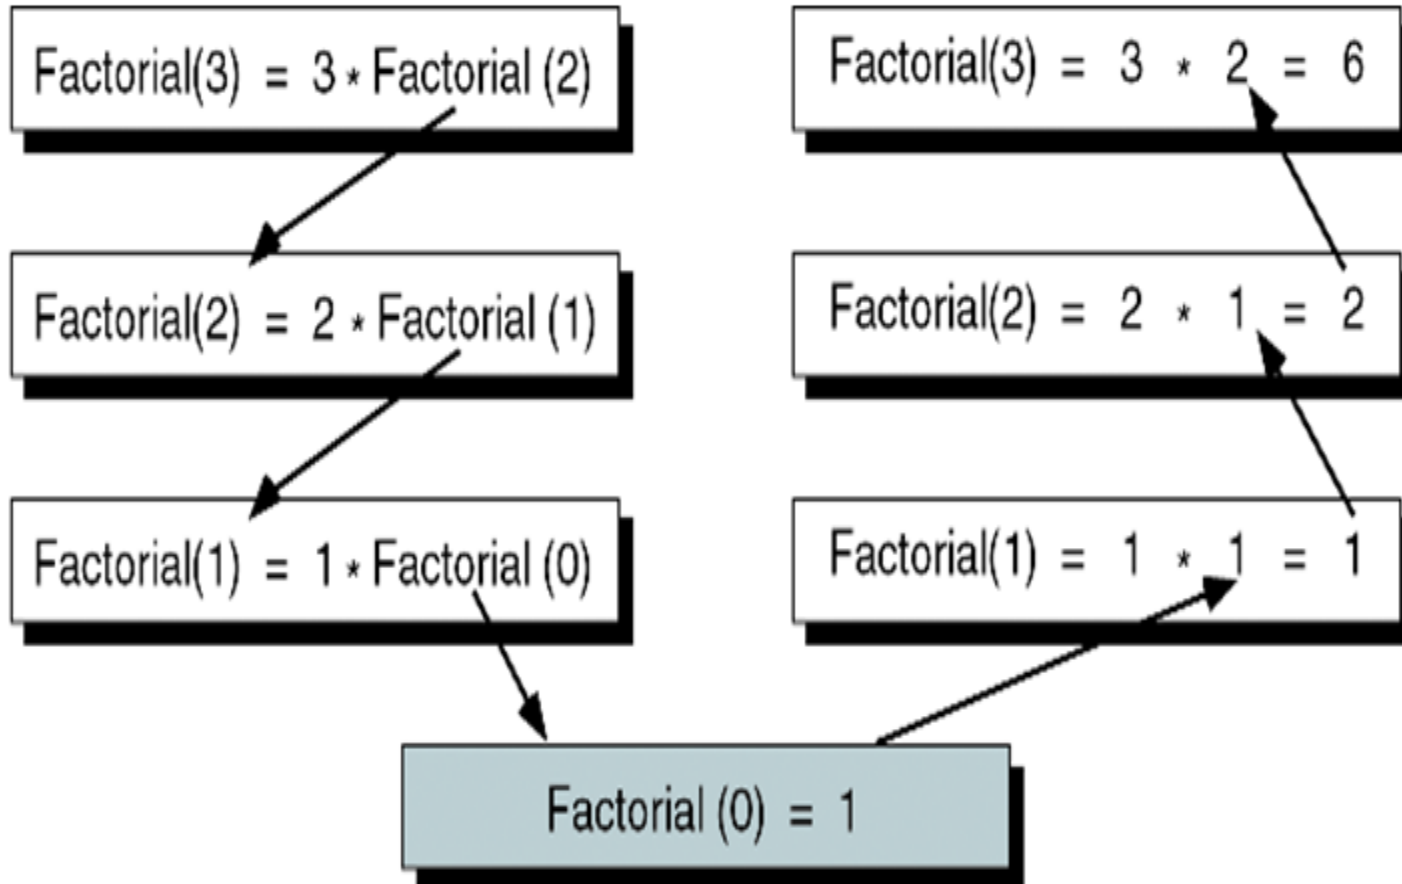 Factorial(3) = 3 * Factorial (2)
Factorial(2) = 2 * Factorial (1)
Factorial(1) = 1 * Factorial (0)
Factorial (0) = 1
Factorial(1) = 1 * 1 = 1
Factorial(2) = 2 * 1 = 2
Factorial(3) = 3 * 2 = 6